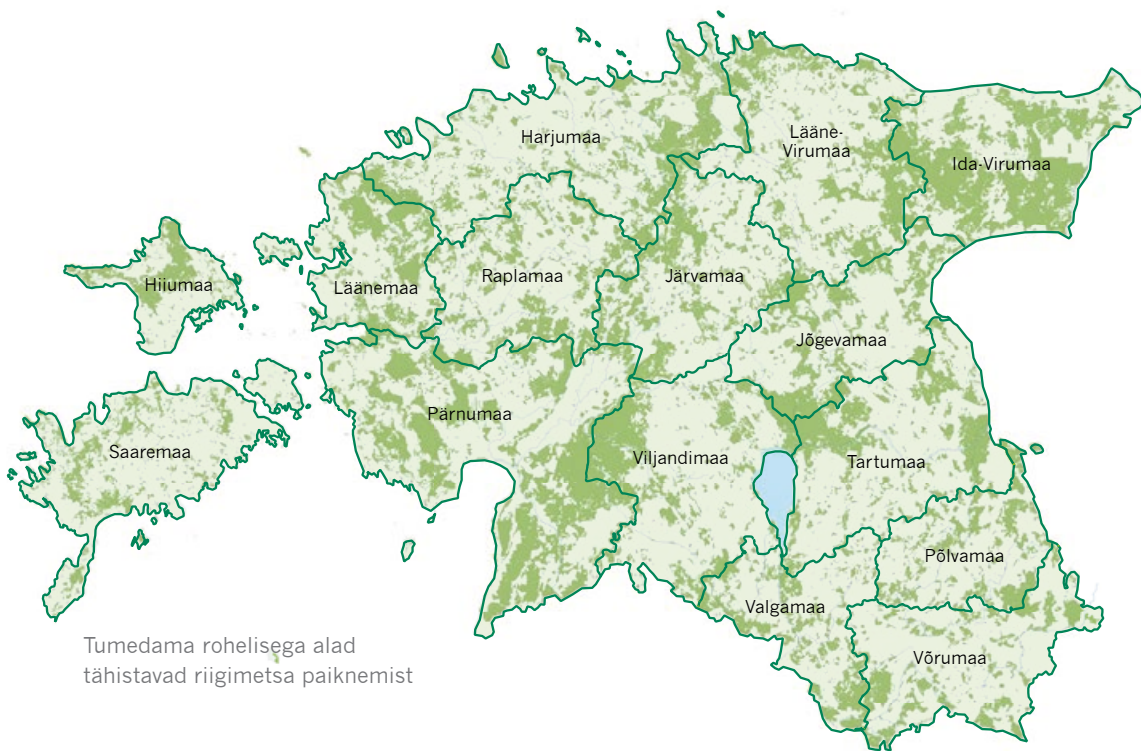 Harjumaa
Lääne-
Virumaa
Ida-Virumaa
Hiiumaa
Läänemaa
Raplamaa
Järvamaa
Jõgevamaa
Pärnumaa
Saaremaa
Viljandimaa
Tartumaa
Põlvamaa
Valgamaa
Võrumaa
Tumedama rohelisega alad
tähistavad riigimetsa paiknemist